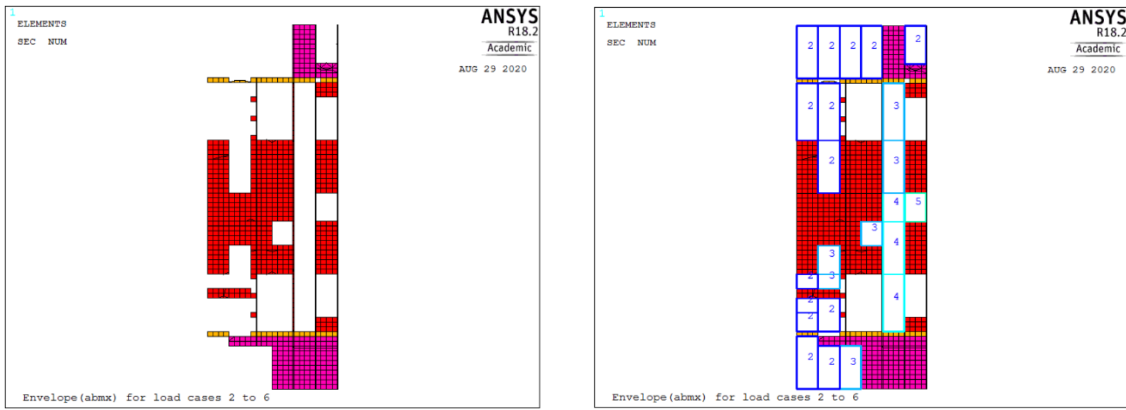 1
ELEMENTS
SEC NUM
ANSYS
R18.2
Academic
AUG 29 2020
Envelope(abmx) for load cases 2 to 6
1
ELEMENTS
SEC NUM
ANSYS
R18.2
Academic
AUG 29 2020
2 2 2 2 2
2 2 3
2 3
4 5
3
4
3
2 3
4
2
2
2
2 2 3
Envelope(abmx) for load cases 2 to 6